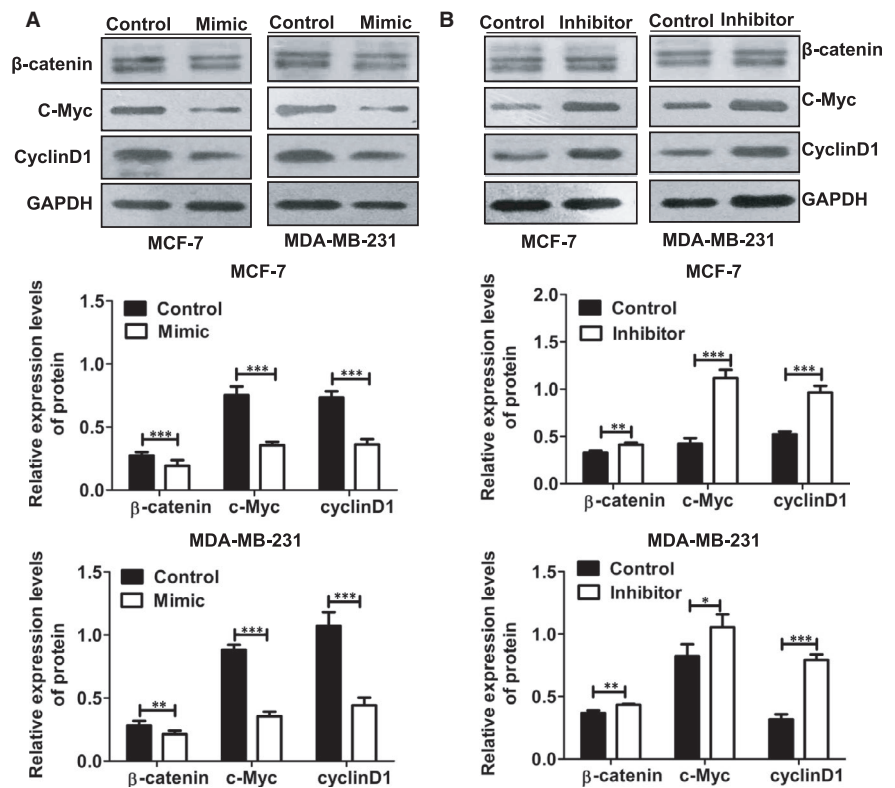 A
Control Mimic Control Mimic
β-catenin
C-Myc
CyclinD1
GAPDH
MCF-7 MDA-MB-231
MCF-7
1.5
1.0
0.5
0.0
Relative expression levels
of protein
Control
Mimic
***
***
***
β-catenin c-Myc cyclinD1
MDA-MB-231
1.5
1.0
0.5
0.0
Relative expression levels
of protein
Control
Mimic
**
***
***
β-catenin c-Myc cyclinD1
B
Control Inhibitor Control Inhibitor
β-catenin
C-Myc
CyclinD1
GAPDH
MCF-7 MDA-MB-231
MCF-7
2.0
1.5
1.0
0.5
0.0
Relative expression levels
of protein
Control
Inhibitor
**
***
***
β-catenin c-Myc cyclinD1
MDA-MB-231
1.5
1.0
0.5
0.0
Relative expression levels
of protein
Control
Inhibitor
**
*
***
β-catenin c-Myc cyclinD1